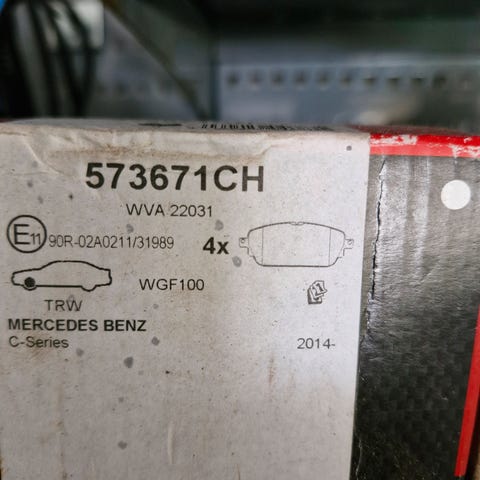 573671CH
WVA 22031
E11 90R-02A0211/31989
4x
WGF100
TRW
MERCEDES BENZ
C-Series
2014-